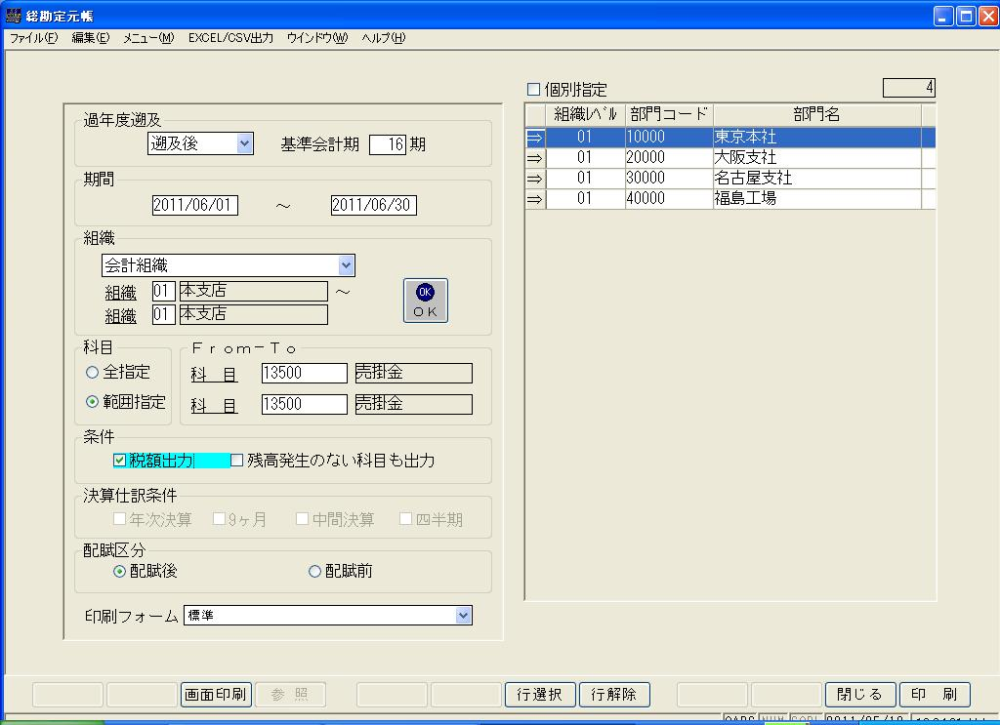 総勘定元帳
ファイル(F) 編集(E) メニュー(M) EXCEL/CSV出力 ウインドウ(W) ヘルプ(H)
過年度遡及
遡及後 基準会計期 16 期
期間
2011/06/01 ～ 2011/06/30
組織
会計組織
組織 01 本支店 ～
組織 01 本支店
OK
ＯＫ
科目
全指定
範囲指定
Ｆｒｏｍ－Ｔｏ
科 目 13500 売掛金
科 目 13500 売掛金
条件
税額出力 残高発生のない科目も出力
決算仕訳条件
年次決算 9ヶ月 中間決算 四半期
配賦区分
配賦後 配賦前
印刷フォーム 標準
個別指定 4
組織ﾚﾍﾞﾙ 部門コード 部門名
⇒ 01 10000 東京本社
⇒ 01 20000 大阪支社
⇒ 01 30000 名古屋支社
⇒ 01 40000 福島工場
画面印刷 参 照 行選択 行解除 閉じる 印 刷
CAPS NUM